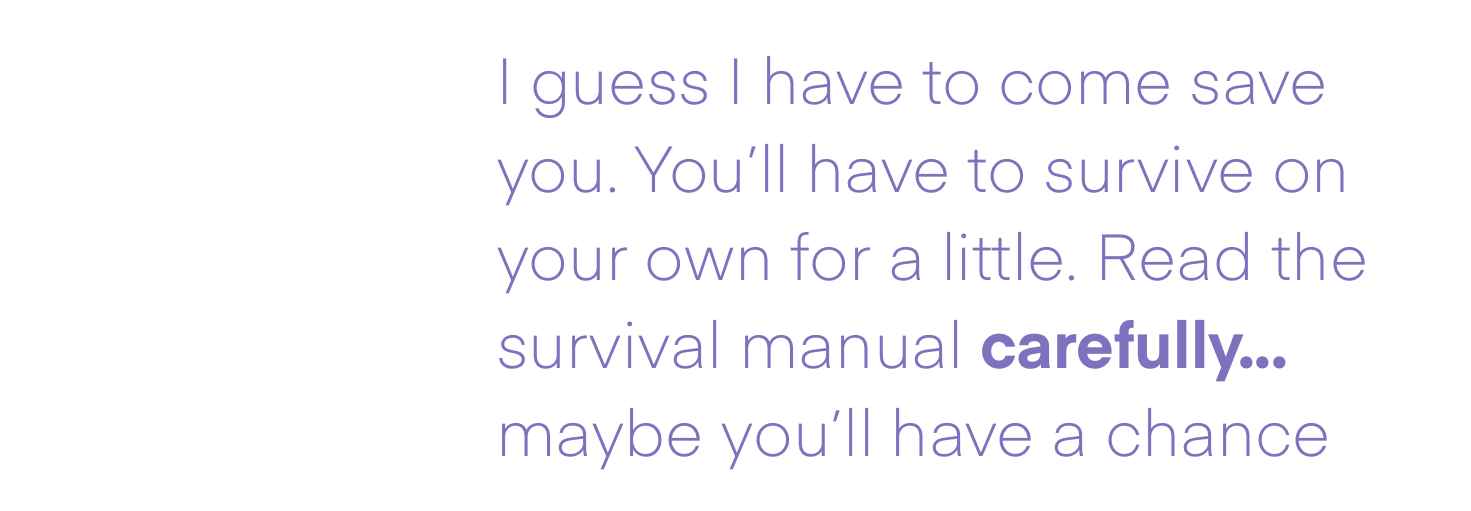 I guess I have to come save
you. You’ll have to survive on
your own for a little. Read the
survival manual carefully...
maybe you’ll have a chance